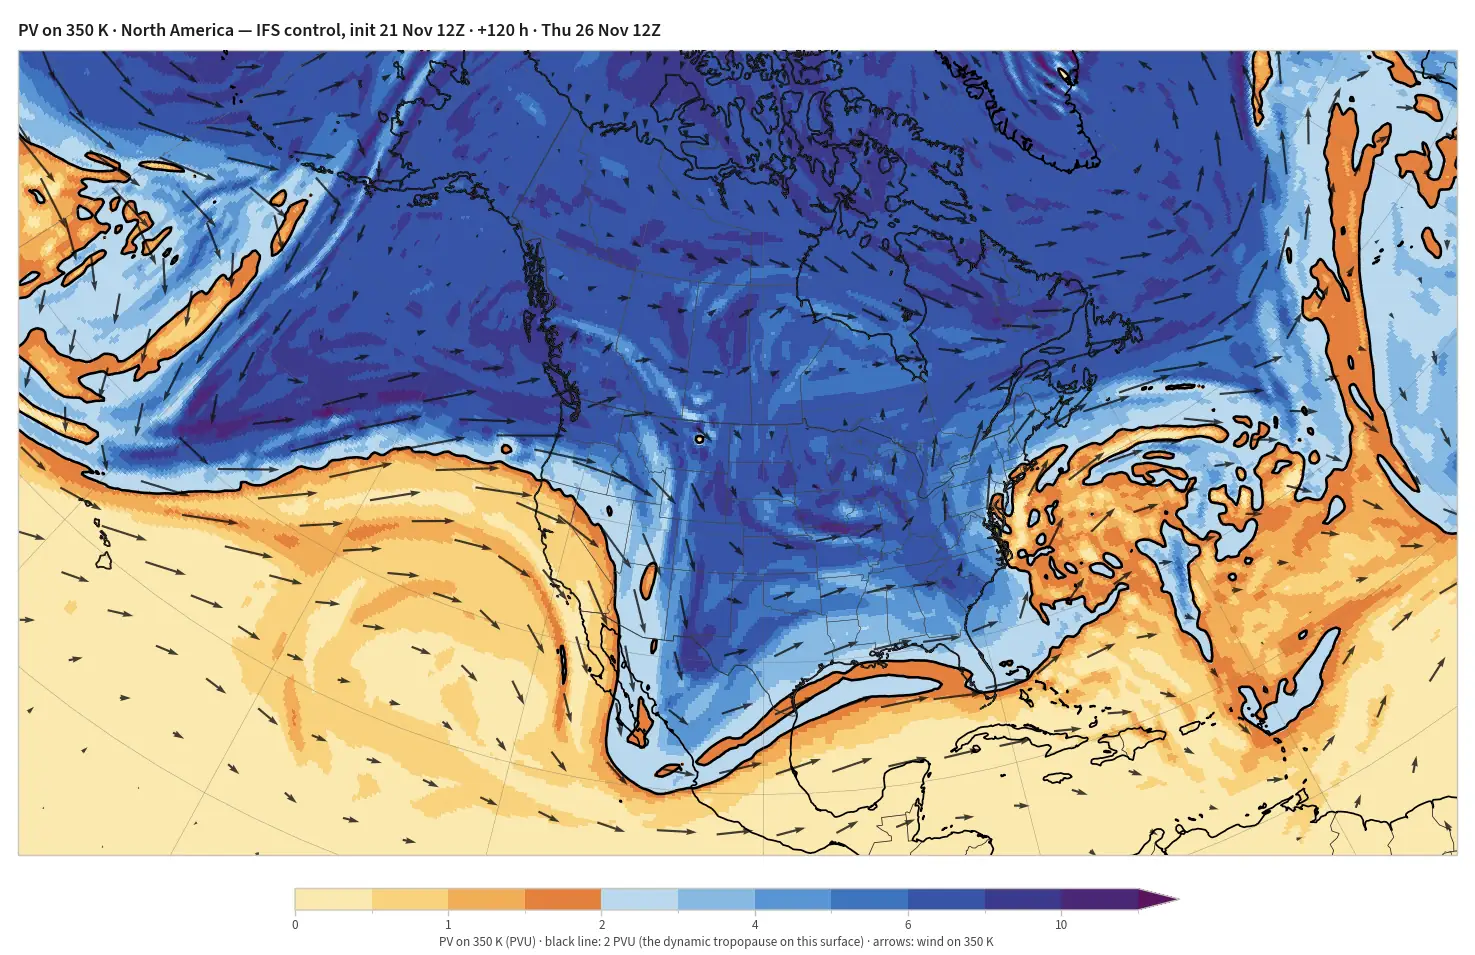 PV on 350 K · North America — IFS control, init 21 Nov 12Z · +120 h · Thu 26 Nov 12Z
0 1 2 4 6 10
PV on 350 K (PVU) · black line: 2 PVU (the dynamic tropopause on this surface) · arrows: wind on 350 K